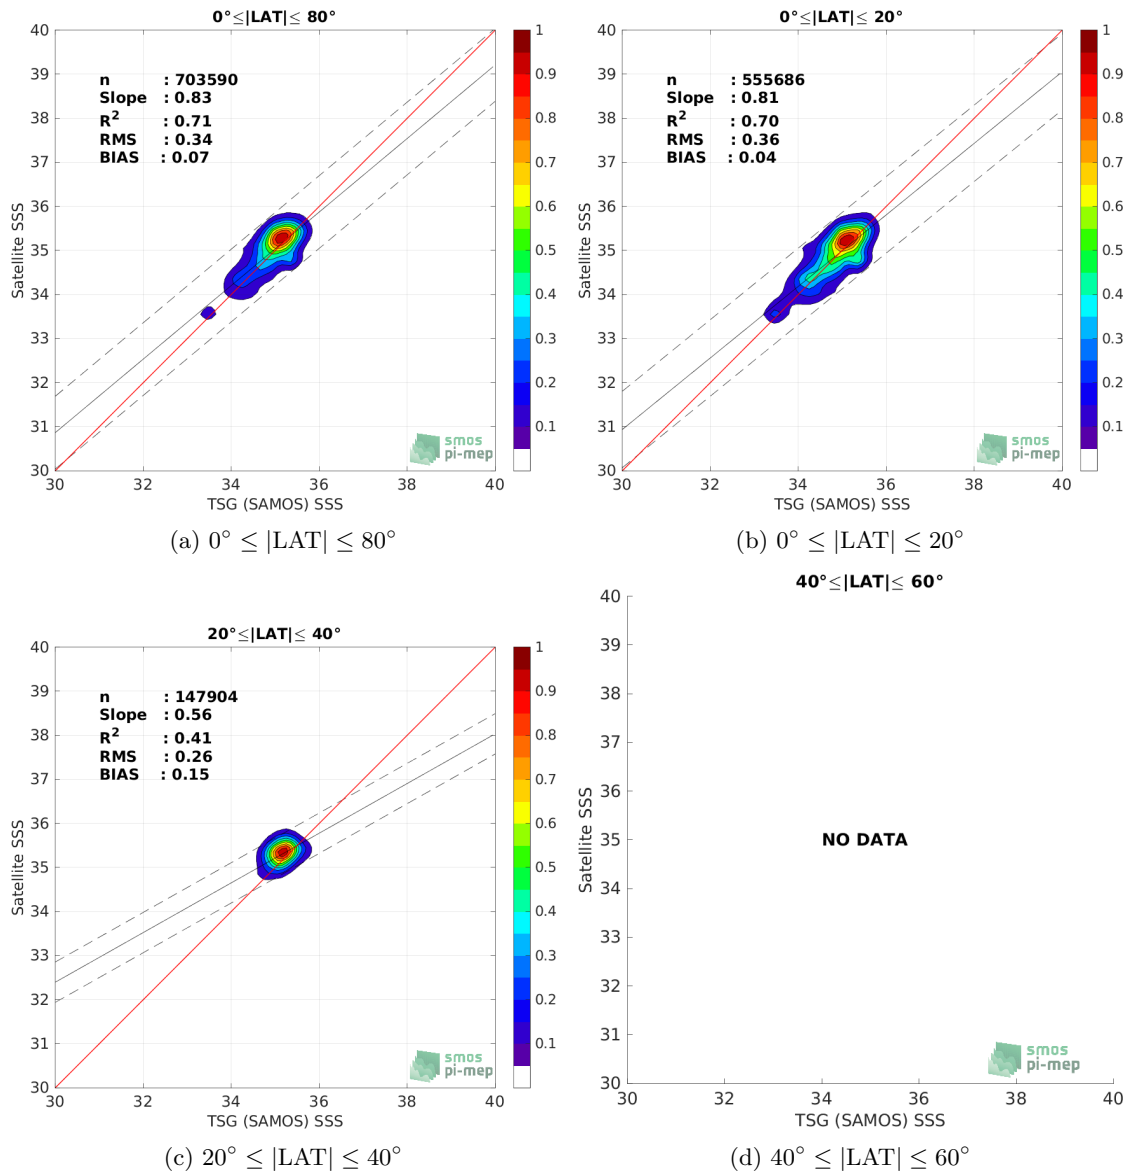 0°≤|LAT|≤ 80°
40
39
38
37
36
35
34
33
32
31
30
Satellite SSS
n : 703590
Slope : 0.83
R² : 0.71
RMS : 0.34
BIAS : 0.07
smos
pi-mep
30 32 34 36 38 40
TSG (SAMOS) SSS
1
0.9
0.8
0.7
0.6
0.5
0.4
0.3
0.2
0.1
(a) 0° ≤ |LAT| ≤ 80°
0°≤|LAT|≤ 20°
40
39
38
37
36
35
34
33
32
31
30
Satellite SSS
n : 555686
Slope : 0.81
R² : 0.70
RMS : 0.36
BIAS : 0.04
smos
pi-mep
30 32 34 36 38 40
TSG (SAMOS) SSS
1
0.9
0.8
0.7
0.6
0.5
0.4
0.3
0.2
0.1
(b) 0° ≤ |LAT| ≤ 20°
20°≤|LAT|≤ 40°
40
39
38
37
36
35
34
33
32
31
30
Satellite SSS
n : 147904
Slope : 0.56
R² : 0.41
RMS : 0.26
BIAS : 0.15
smos
pi-mep
30 32 34 36 38 40
TSG (SAMOS) SSS
1
0.9
0.8
0.7
0.6
0.5
0.4
0.3
0.2
0.1
(c) 20° ≤ |LAT| ≤ 40°
40°≤|LAT|≤ 60°
40
39
38
37
36
35
34
33
32
31
30
Satellite SSS
NO DATA
smos
pi-mep
30 32 34 36 38 40
TSG (SAMOS) SSS
(d) 40° ≤ |LAT| ≤ 60°